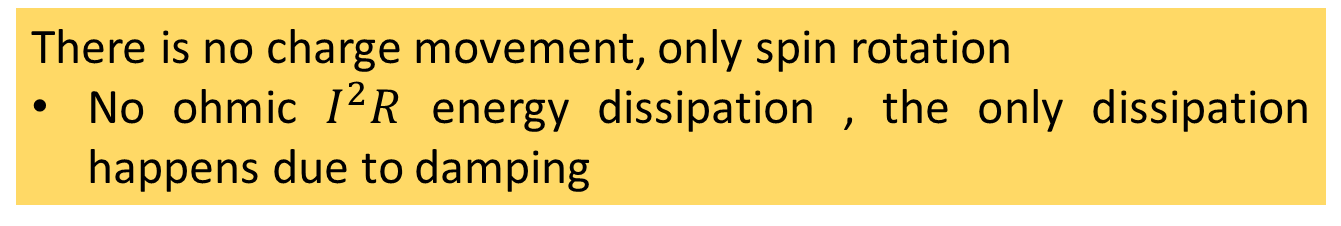 There is no charge movement, only spin rotation
• No ohmic I²R energy dissipation , the only dissipation
happens due to damping